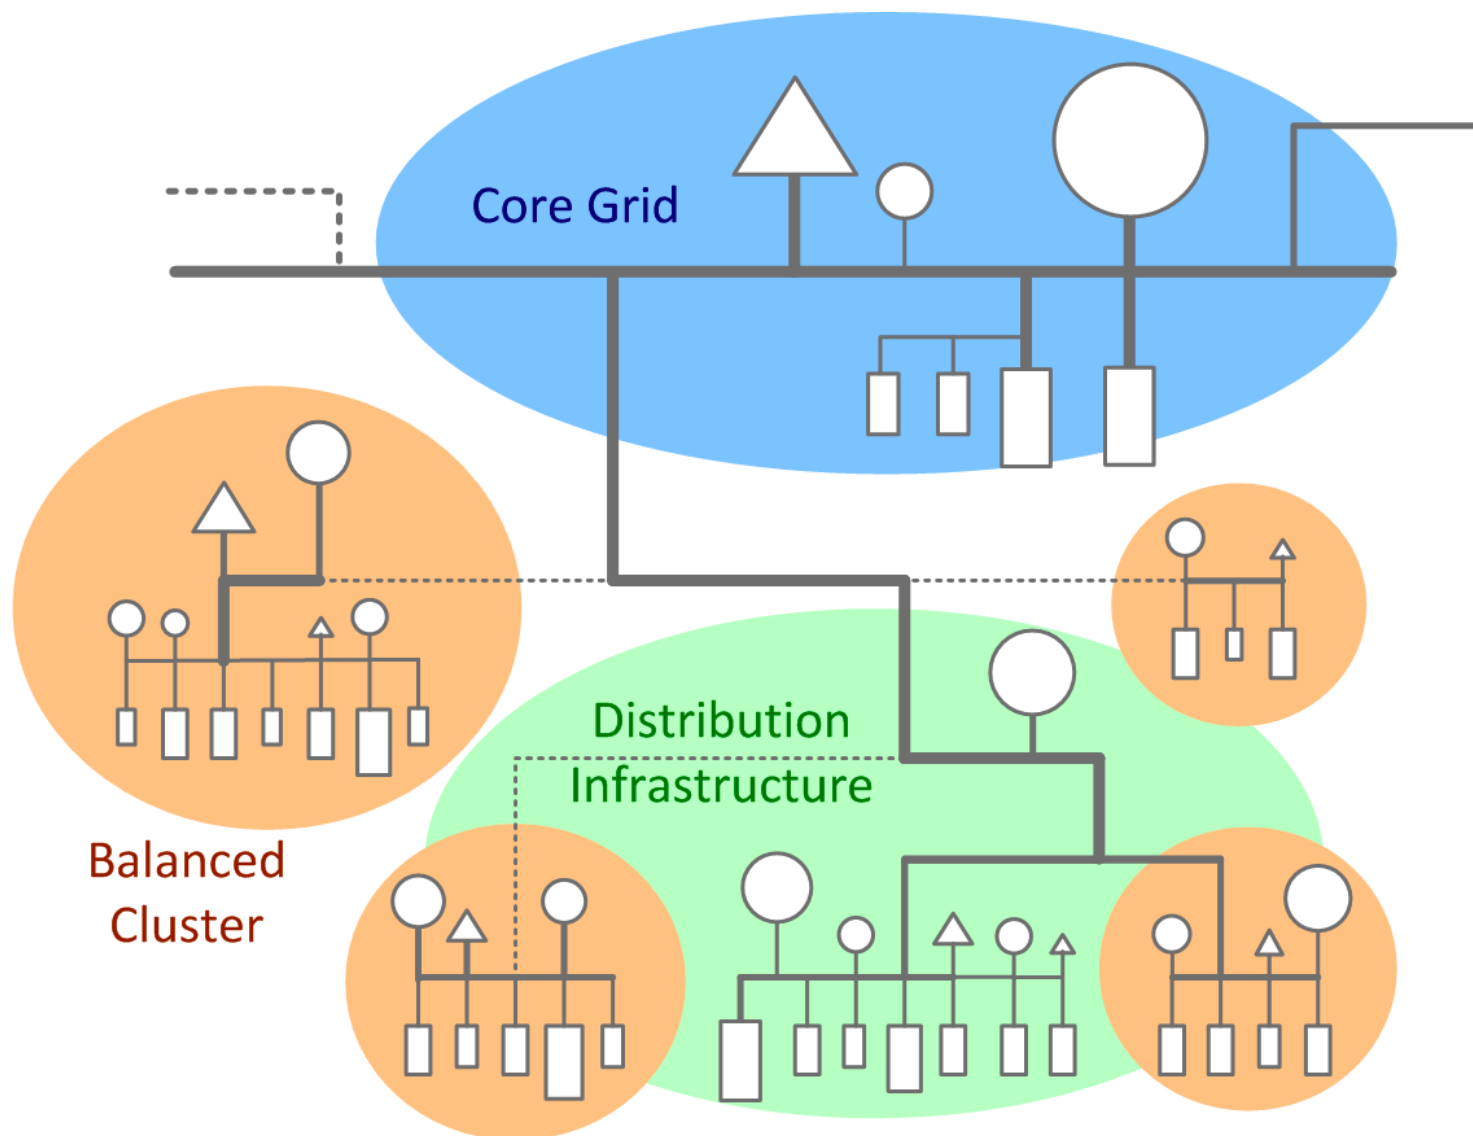 Core Grid
Distribution
Infrastructure
Balanced
Cluster